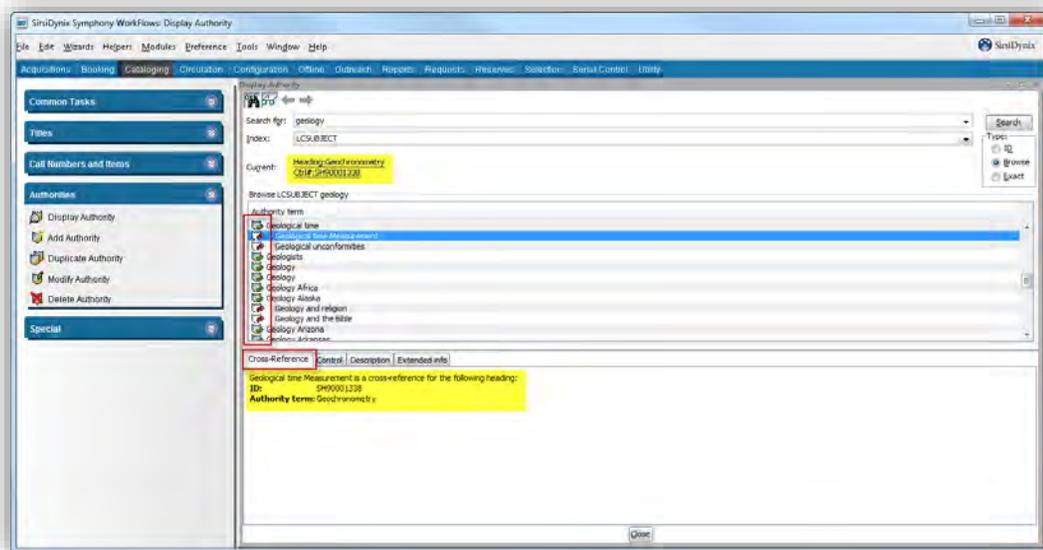 SirsiDynix Symphony WorkFlows: Display Authority
File Edit Wizards Helpers Modules Preference Tools Window Help
SirsiDynix
Acquisitions Booking Cataloging Circulation Configuration Offline Outreach Reports Requests Reserves Selection Serial Control Utility
Display Authority
Common Tasks
Titles
Call Numbers and Items
Authorities
Display Authority
Add Authority
Duplicate Authority
Modify Authority
Delete Authority
Special
Search for: geology
Search
Index: LCSUBJECT
Type:
ID
Browse
Exact
Current: Heading:Geochronometry
Ctrl#:SH90001338
Browse LCSUBJECT geology
Authority term
Geological time
Geological time Measurement
Geological unconformities
Geologists
Geology
Geology
Geology Africa
Geology Alaska
Geology and religion
Geology and the Bible
Geology Arizona
Geology Arkansas
Cross-Reference Control Description Extended info
Geological time Measurement is a cross-reference for the following heading:
ID: SH90001338
Authority term: Geochronometry
Close